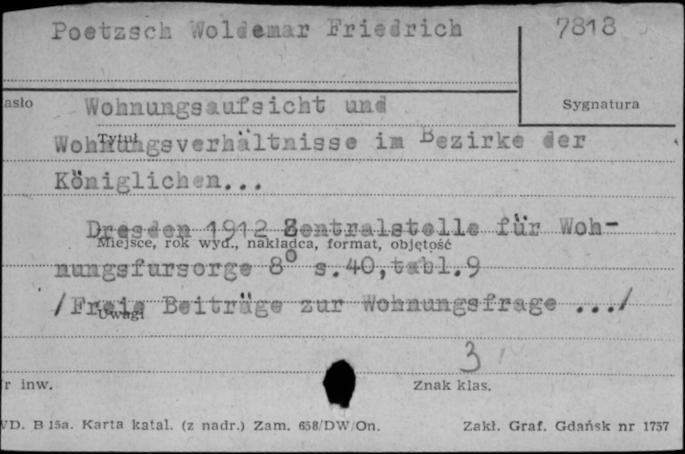 Poetzsch Woldemar Friedrich
7818
asło
Wohnungsaufsicht und
Sygnatura
Tytuł
Wohnungsverhältnisse im Bezirke der
Königlichen...
Dresden 1912 Zentralstelle für Woh-
Miejsce, rok wyd., nakładca, format, objętość
nungsfursorge 8° s.40,tabl.9
/Freie Beiträge zur Wohnungsfrage .../
Uwagi
3
r inw.
Znak klas.
WD. B 15a. Karta katal. (z nadr.) Zam. 658/DW/On.
Zakł. Graf. Gdańsk nr 1757